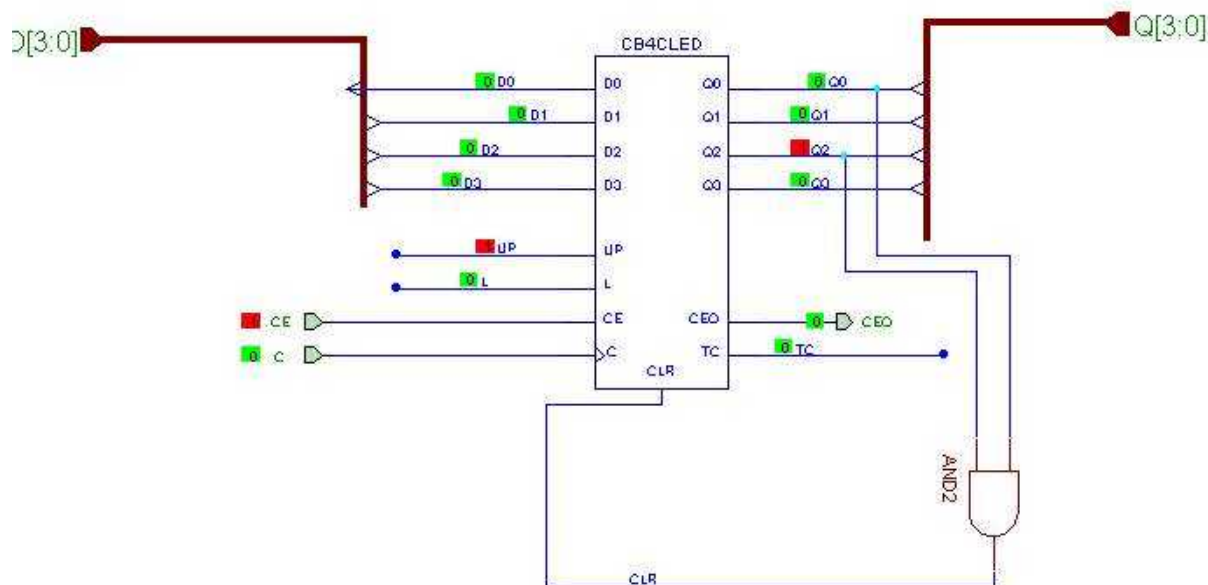 D[3:0]
Q[3:0]
CB4CLED
0 D0
D0
Q0
0 Q0
0 D1
D1
Q1
0 Q1
0 D2
D2
Q2
Q2
0 D3
D3
Q3
0 Q3
UP
UP
0 L
L
CE
CE
CEO
0
CEO
0 C
C
TC
0 TC
CLR
AND2
CLR